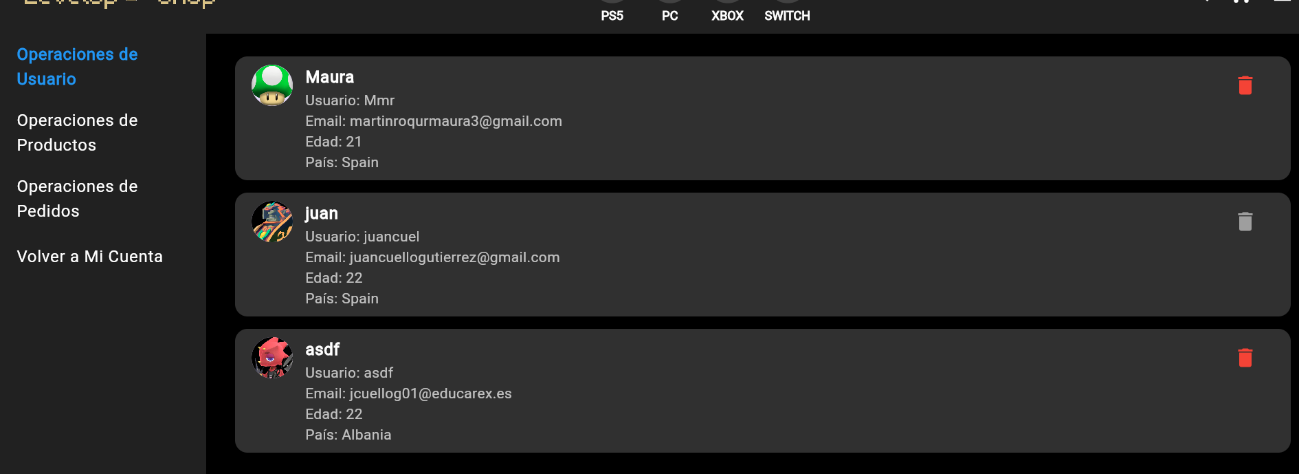 PS5 PC XBOX SWITCH
Operaciones de
Usuario
Operaciones de
Productos
Operaciones de
Pedidos
Volver a Mi Cuenta
Maura
Usuario: Mmr
Email: martinroqurmaura3@gmail.com
Edad: 21
País: Spain
juan
Usuario: juancuel
Email: juancuellogutierrez@gmail.com
Edad: 22
País: Spain
asdf
Usuario: asdf
Email: jcuellog01@educarex.es
Edad: 22
País: Albania